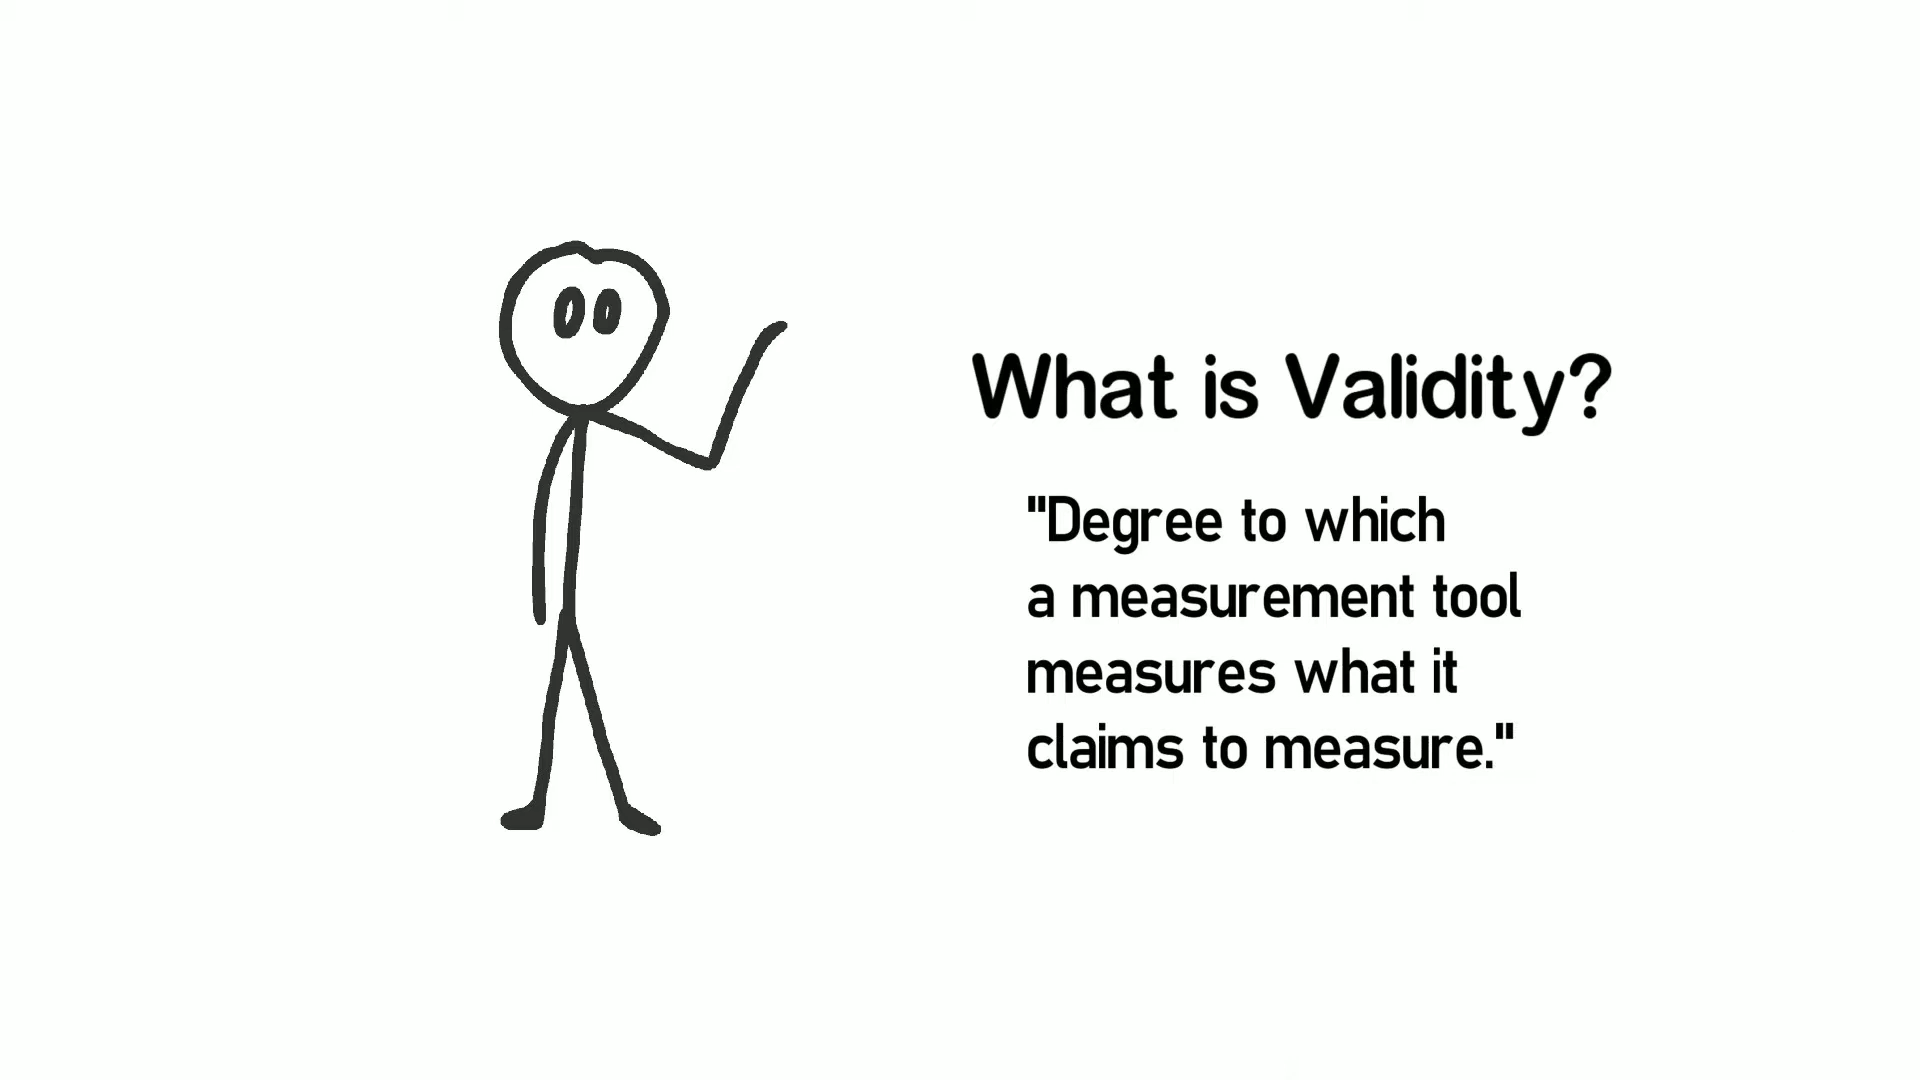 What is Validity?
"Degree to which
a measurement tool
measures what it
claims to measure."